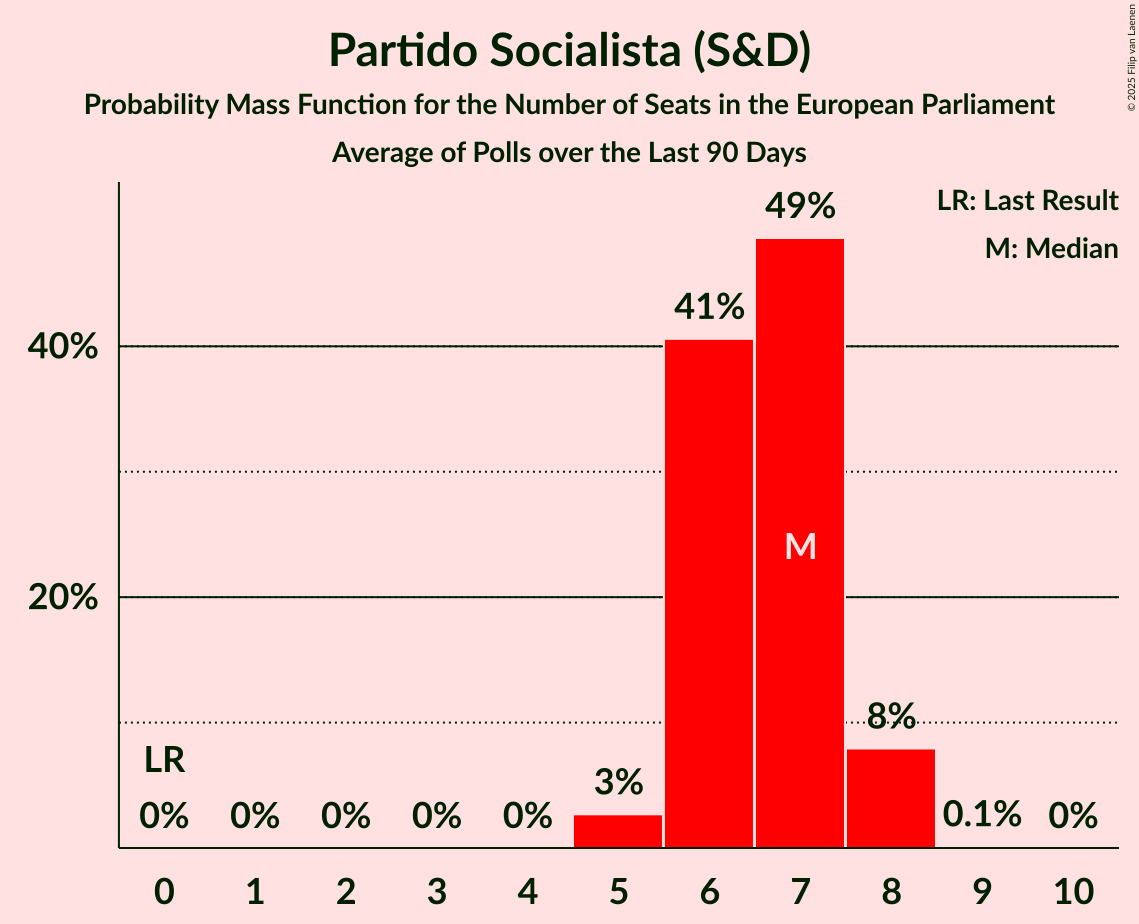 Partido Socialista (S&D)
Probability Mass Function for the Number of Seats in the European Parliament
Average of Polls over the Last 90 Days
© 2025 Filip van Laenen
LR: Last Result
M: Median
49%
41%
40%
M
20%
8%
LR
3%
0% 0% 0% 0% 0% 0.1% 0%
0 1 2 3 4 5 6 7 8 9 10